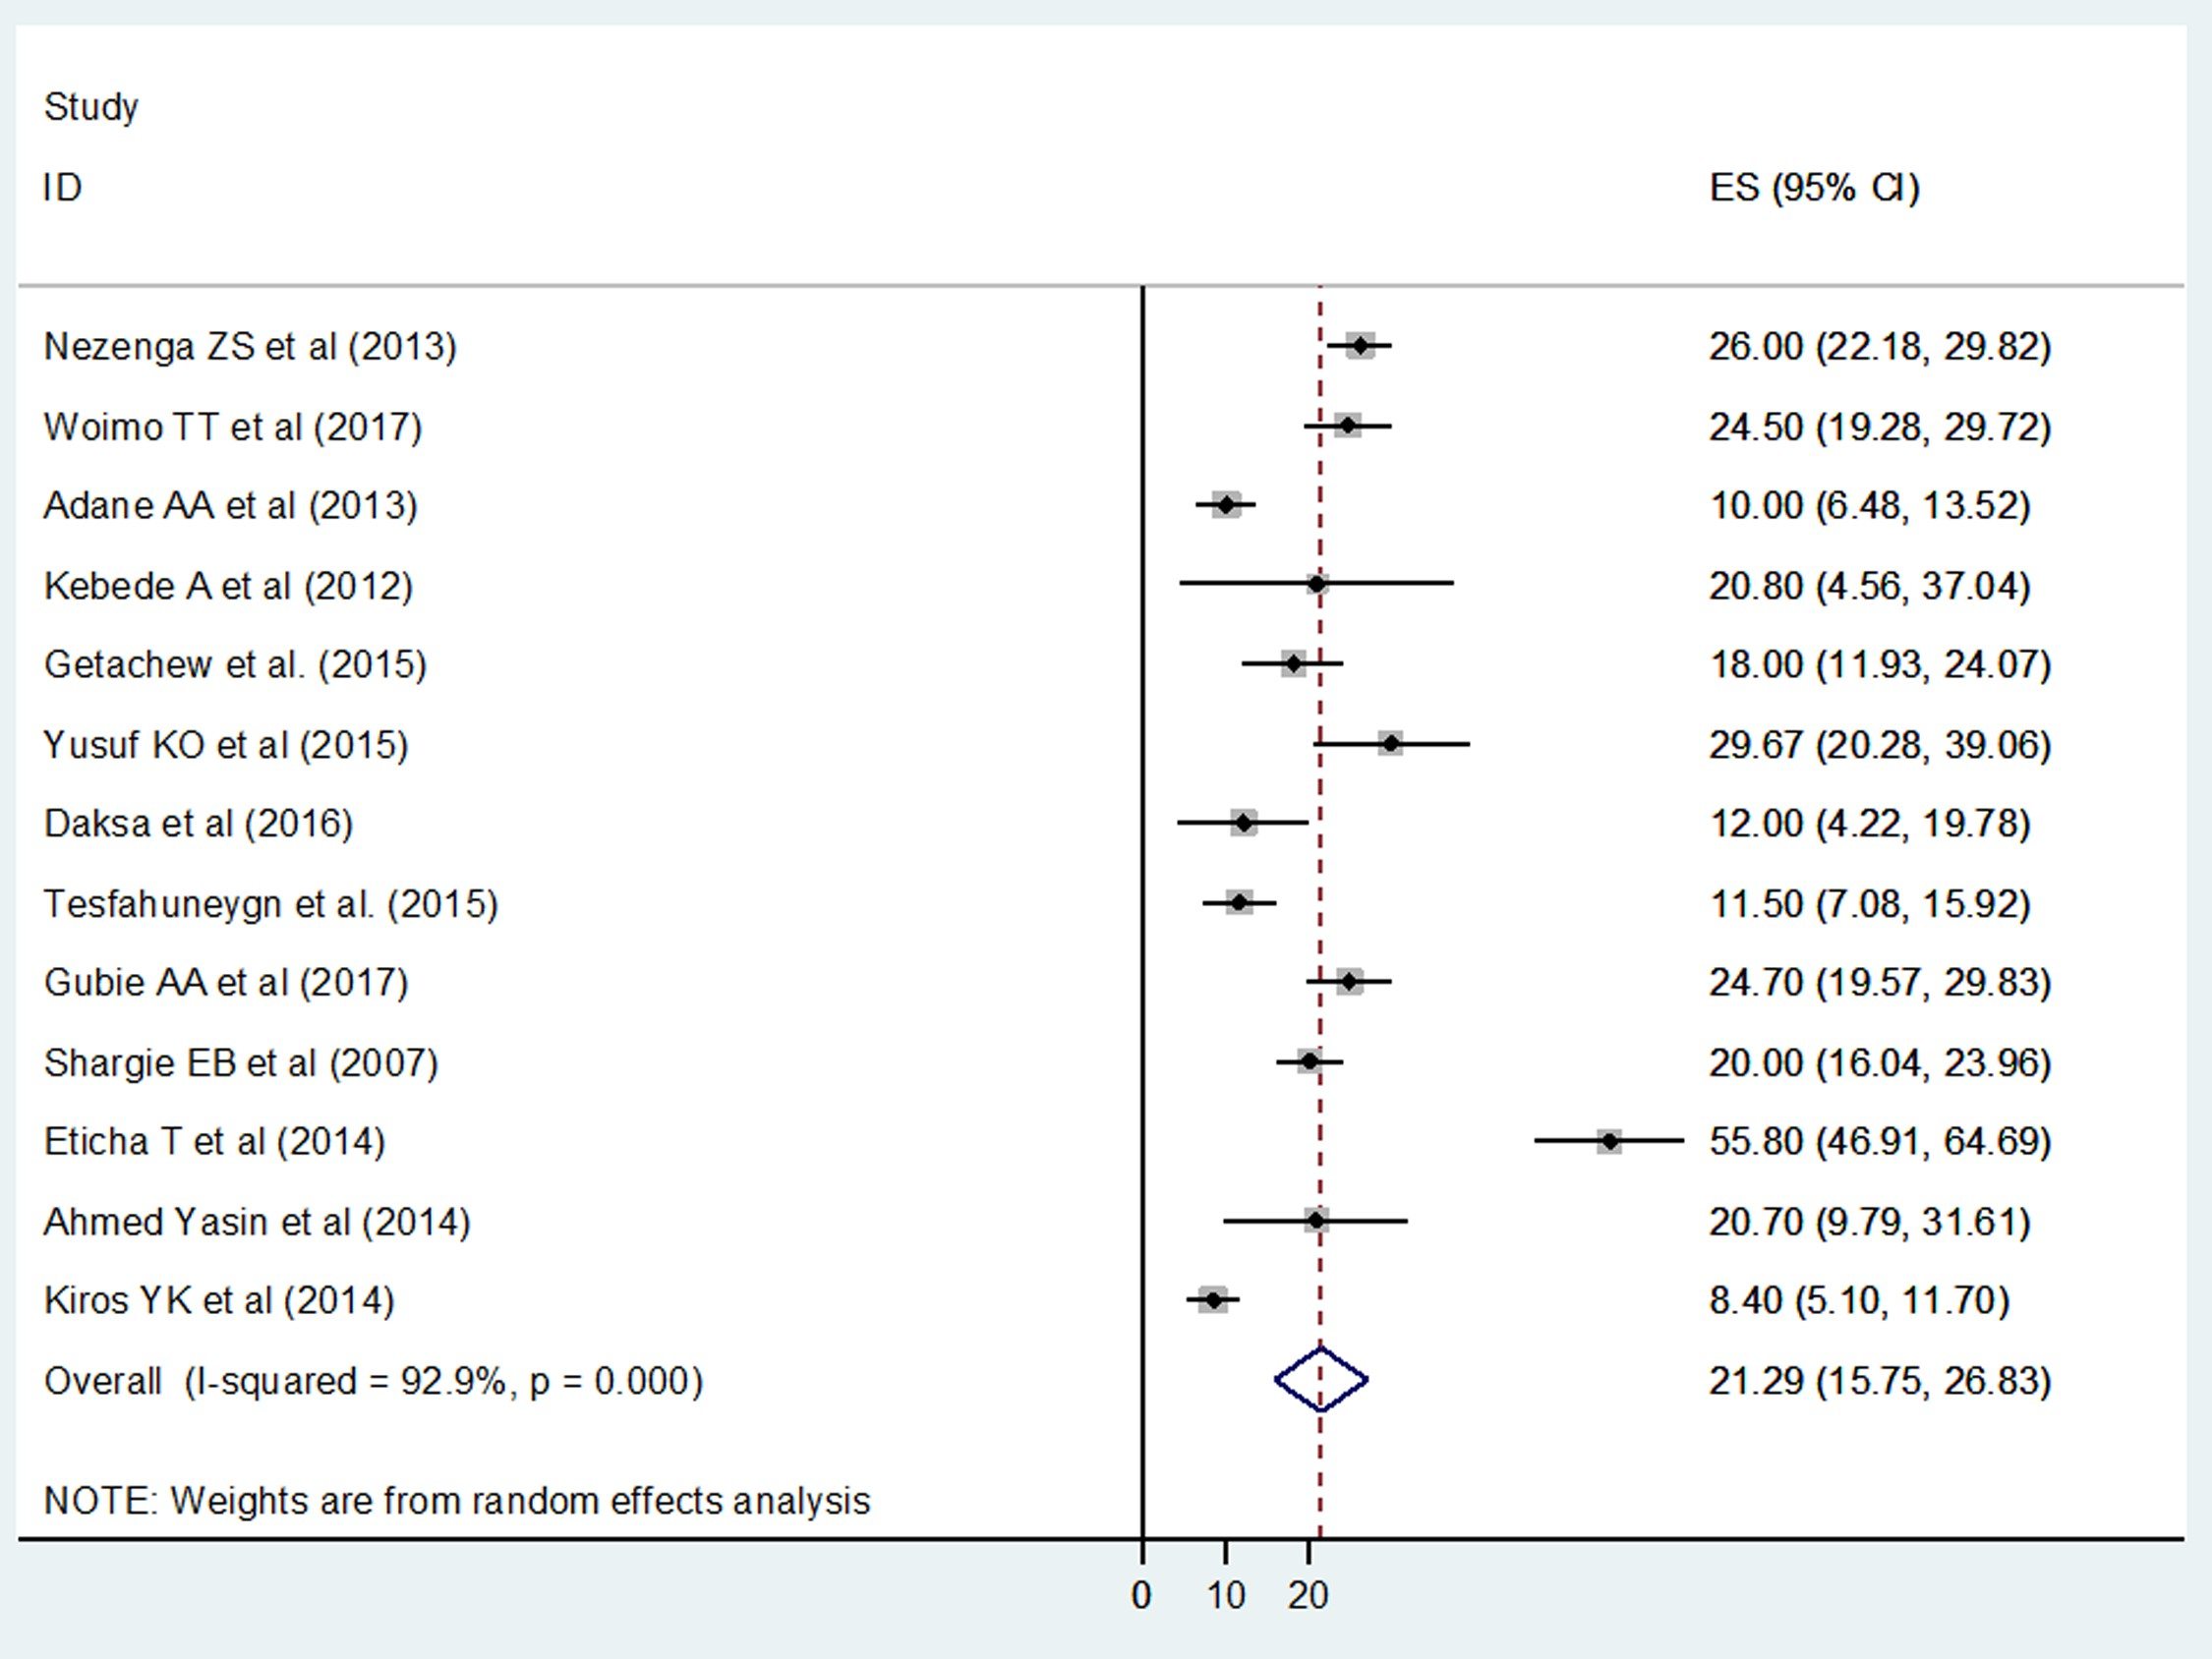 Study
ID ES (95% CI)
Nezenga ZS et al (2013) 26.00 (22.18, 29.82)
Woimo TT et al (2017) 24.50 (19.28, 29.72)
Adane AA et al (2013) 10.00 (6.48, 13.52)
Kebede A et al (2012) 20.80 (4.56, 37.04)
Getachew et al. (2015) 18.00 (11.93, 24.07)
Yusuf KO et al (2015) 29.67 (20.28, 39.06)
Daksa et al (2016) 12.00 (4.22, 19.78)
Tesfahuneygn et al. (2015) 11.50 (7.08, 15.92)
Gubie AA et al (2017) 24.70 (19.57, 29.83)
Shargie EB et al (2007) 20.00 (16.04, 23.96)
Eticha T et al (2014) 55.80 (46.91, 64.69)
Ahmed Yasin et al (2014) 20.70 (9.79, 31.61)
Kiros YK et al (2014) 8.40 (5.10, 11.70)
Overall (I-squared = 92.9%, p = 0.000) 21.29 (15.75, 26.83)
NOTE: Weights are from random effects analysis
0 10 20